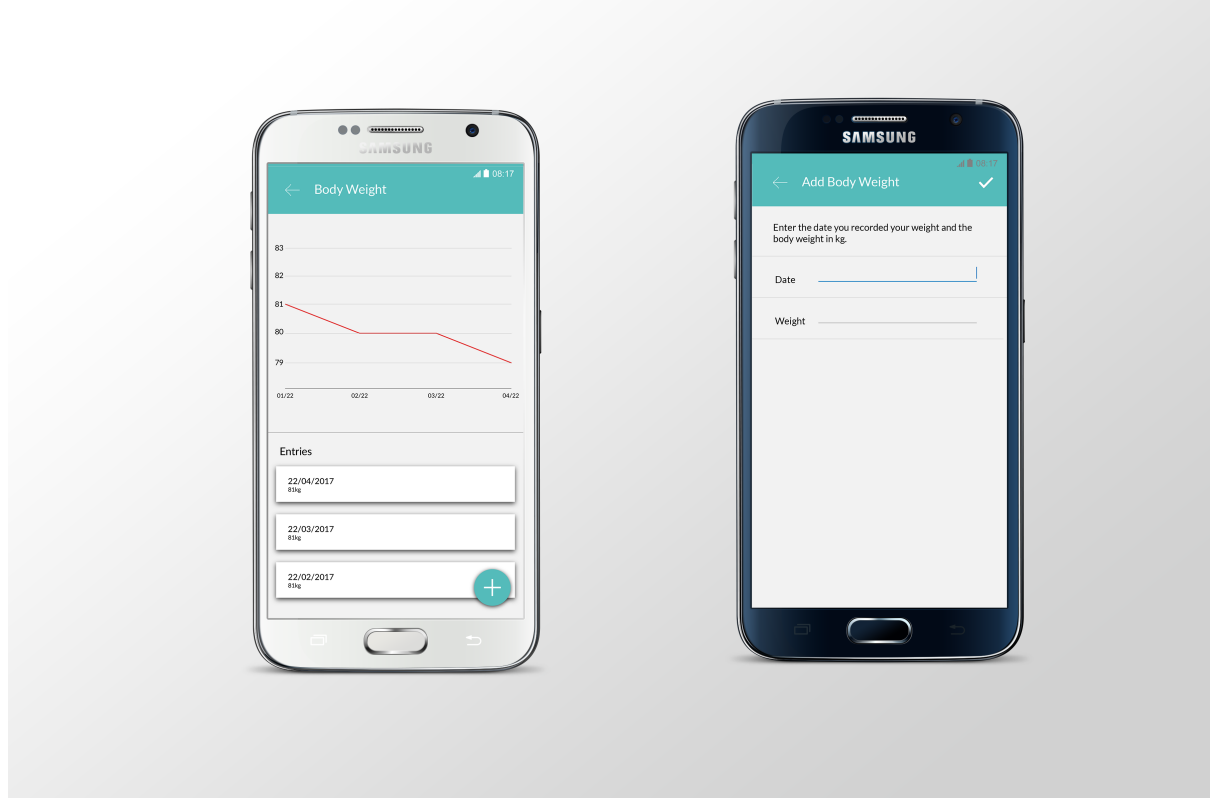 SAMSUNG
08:17
Body Weight
83
82
81
80
79
01/22 02/22 03/22 04/22
Entries
22/04/2017
81kg
22/03/2017
81kg
22/02/2017
81kg
SAMSUNG
08:17
Add Body Weight
Enter the date you recorded your weight and the
body weight in kg.
Date
Weight